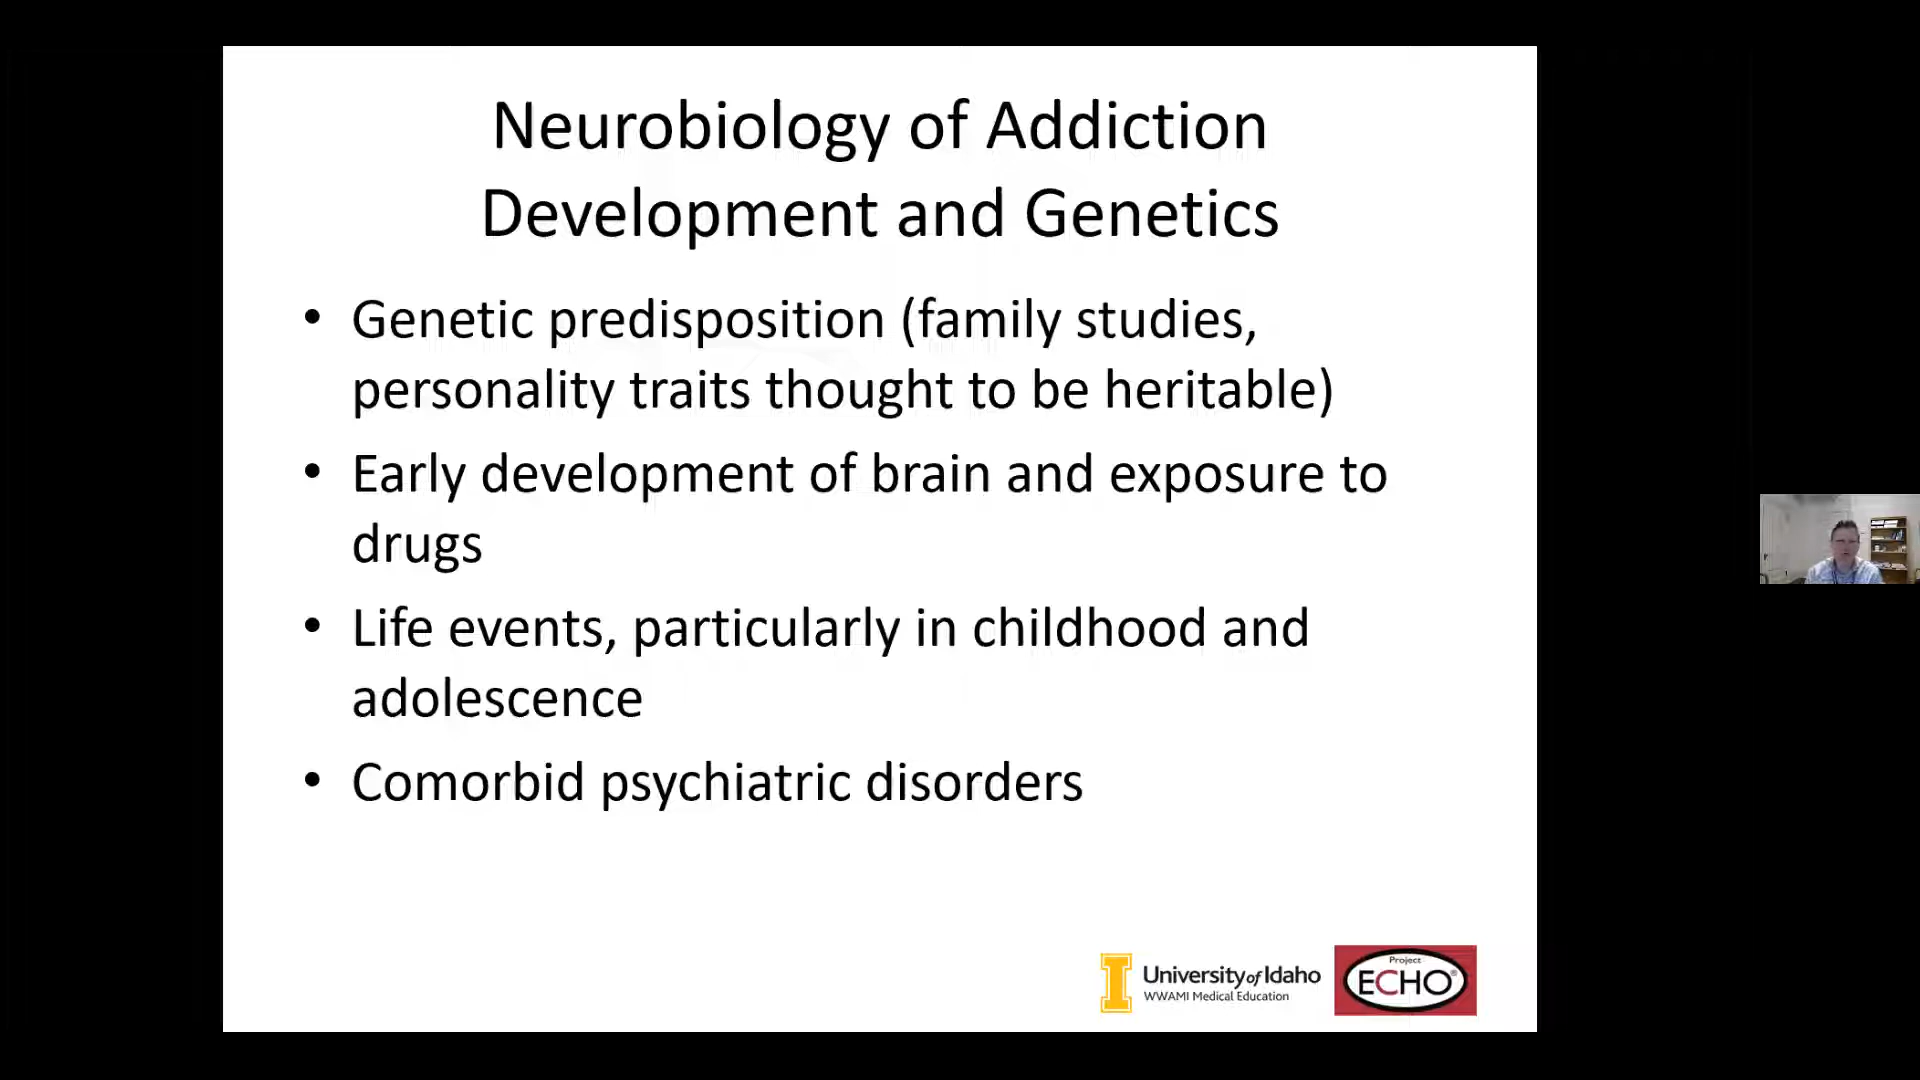 Neurobiology of Addiction
Development and Genetics
• Genetic predisposition (family studies,
personality traits thought to be heritable)
• Early development of brain and exposure to
drugs
• Life events, particularly in childhood and
adolescence
• Comorbid psychiatric disorders
University of Idaho
WWAMI Medical Education
Project
ECHO®